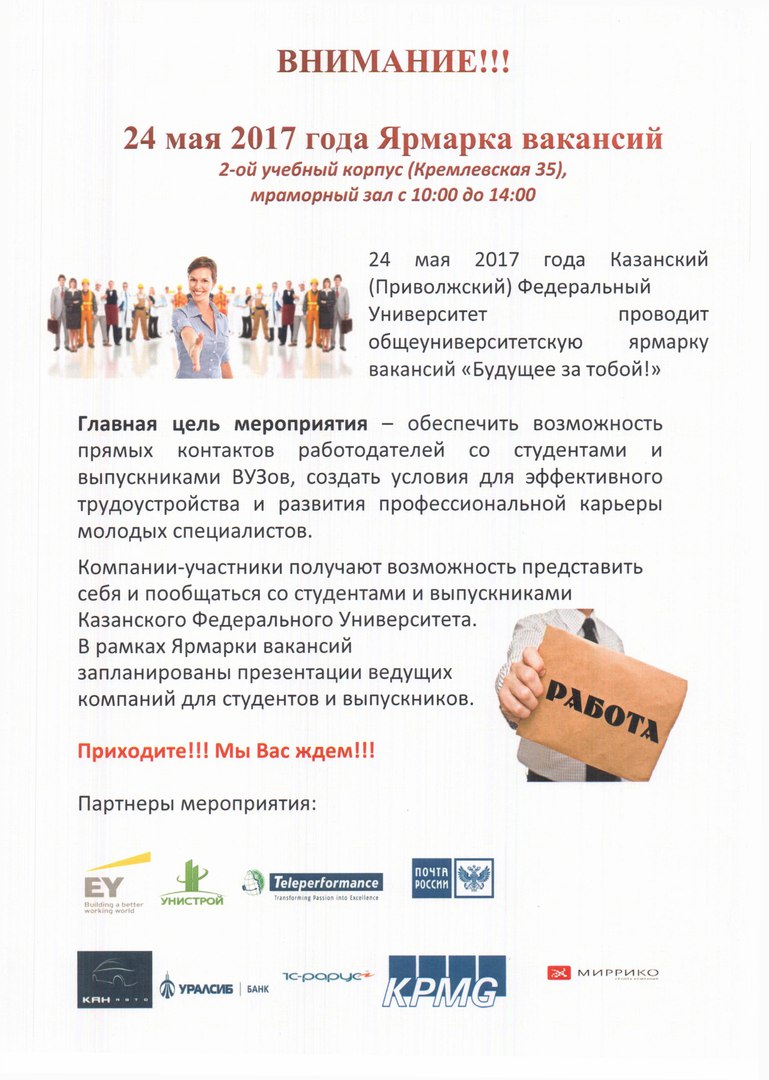 ВНИМАНИЕ!!!
24 мая 2017 года Ярмарка вакансий
2-ой учебный корпус (Кремлевская 35),
мраморный зал с 10:00 до 14:00
24 мая 2017 года Казанский
(Приволжский) Федеральный
Университет проводит
общеуниверситетскую ярмарку
вакансий «Будущее за тобой!»
Главная цель мероприятия – обеспечить возможность
прямых контактов работодателей со студентами и
выпускниками ВУЗов, создать условия для эффективного
трудоустройства и развития профессиональной карьеры
молодых специалистов.
Компании-участники получают возможность представить
себя и пообщаться со студентами и выпускниками
Казанского Федерального Университета.
В рамках Ярмарки вакансий
запланированы презентации ведущих
компаний для студентов и выпускников.
РАБОТА
Приходите!!! Мы Вас ждем!!!
Партнеры мероприятия:
EY
Building a better
working world
УНИСТРОЙ
Teleperformance
Transforming Passion into Excellence
ПОЧТА
РОССИИ
КАН АВТО
УРАЛСИБ | БАНК
1С-рарус
KPMG
МИРРИКО